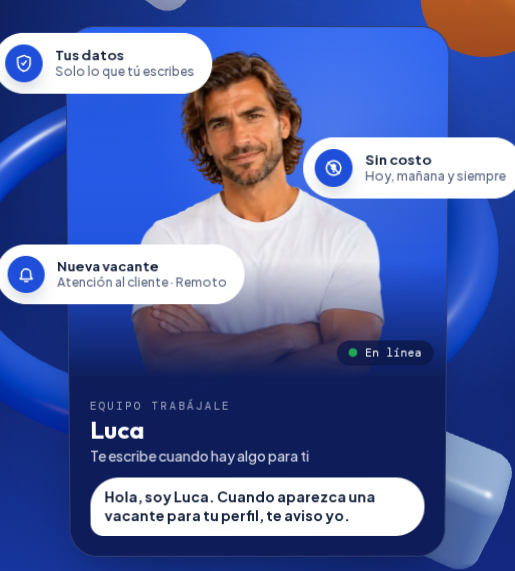 Tus datos
Solo lo que tú escribes
Sin costo
Hoy, mañana y siempre
Nueva vacante
Atención al cliente · Remoto
En línea
EQUIPO TRABÁJALE
Luca
Te escribe cuando hay algo para ti
Hola, soy Luca. Cuando aparezca una
vacante para tu perfil, te aviso yo.